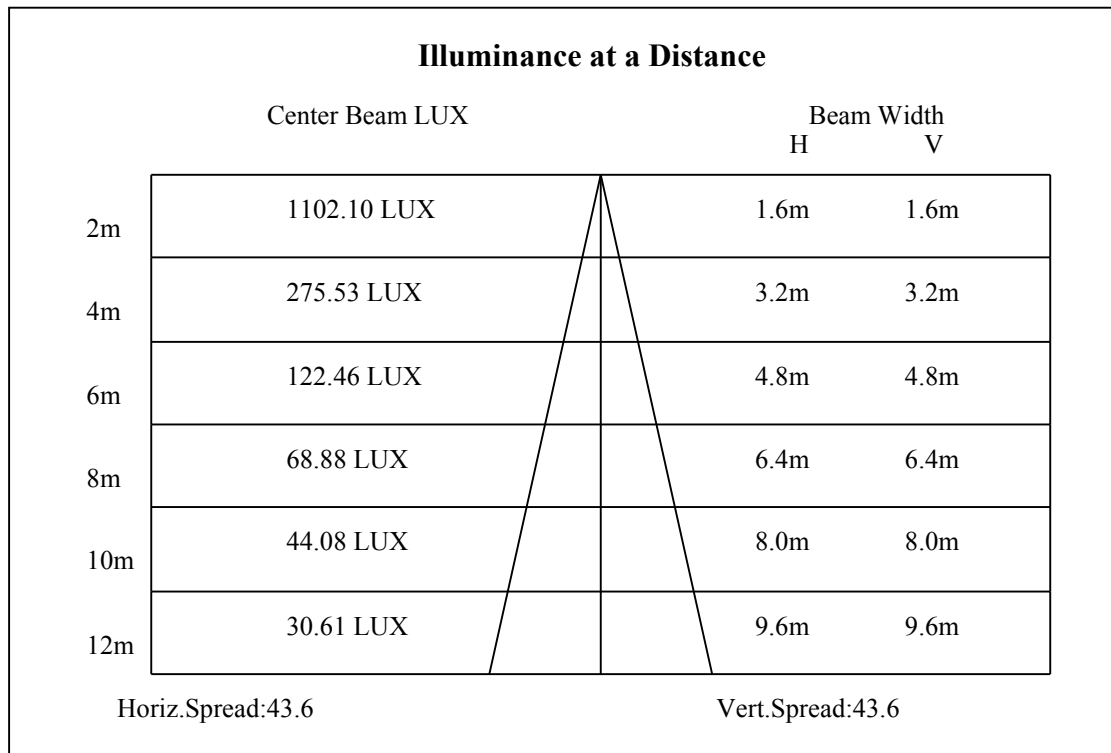 Illuminance at a Distance
Center Beam LUX Beam Width
H V
1102.10 LUX 1.6m 1.6m
2m
275.53 LUX 3.2m 3.2m
4m
122.46 LUX 4.8m 4.8m
6m
68.88 LUX 6.4m 6.4m
8m
44.08 LUX 8.0m 8.0m
10m
30.61 LUX 9.6m 9.6m
12m
Horiz.Spread:43.6 Vert.Spread:43.6